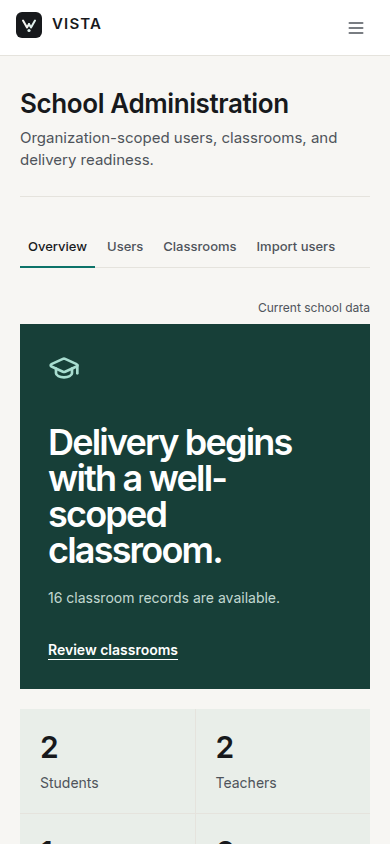 VISTA
School Administration
Organization-scoped users, classrooms, and
delivery readiness.
Overview Users Classrooms Import users
Current school data
Delivery begins
with a well-
scoped
classroom.
16 classroom records are available.
Review classrooms
2 2
Students Teachers